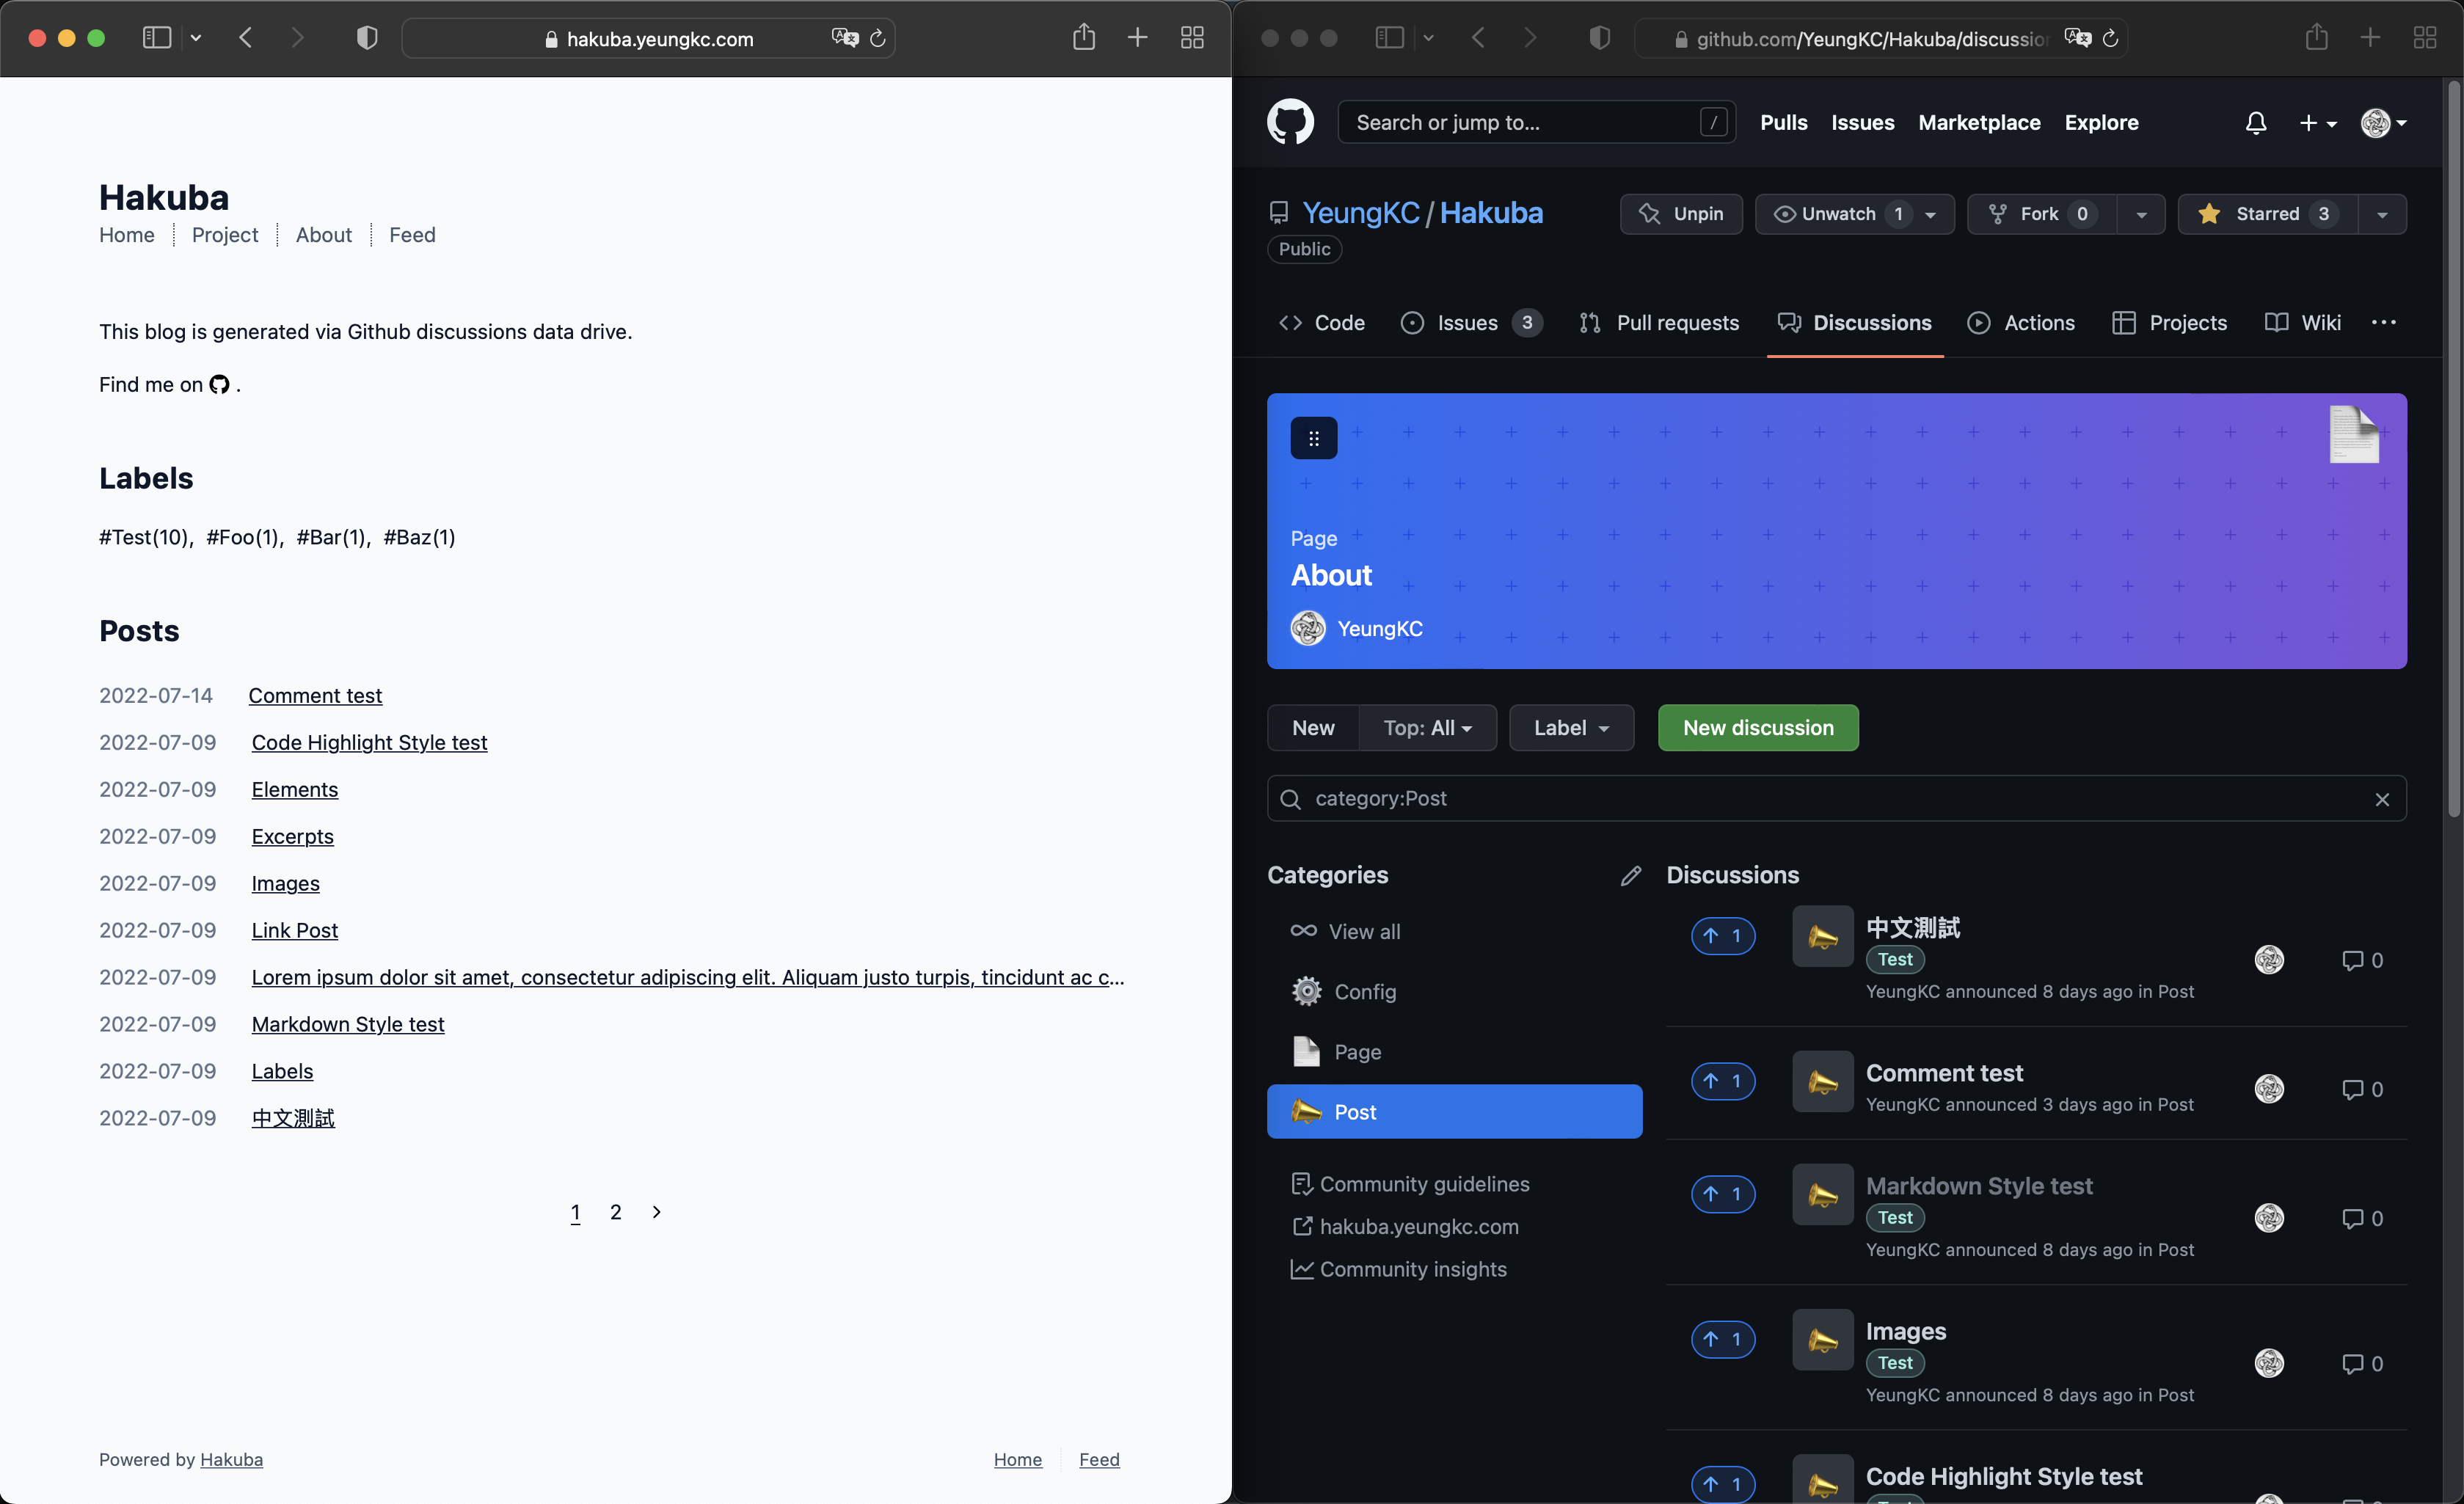 hakuba.yeungkc.com
Hakuba
Home Project About Feed
This blog is generated via Github discussions data drive.
Find me on .
Labels
#Test(10), #Foo(1), #Bar(1), #Baz(1)
Posts
2022-07-14 Comment test
2022-07-09 Code Highlight Style test
2022-07-09 Elements
2022-07-09 Excerpts
2022-07-09 Images
2022-07-09 Link Post
2022-07-09 Lorem ipsum dolor sit amet, consectetur adipiscing elit. Aliquam justo turpis, tincidunt ac c...
2022-07-09 Markdown Style test
2022-07-09 Labels
2022-07-09 中文測試
1 2 >
Powered by Hakuba
Home Feed
github.com/YeungKC/Hakuba/discussion
Search or jump to... /
Pulls Issues Marketplace Explore
YeungKC / Hakuba
Public
Unpin Unwatch 1 Fork 0 Starred 3
Code Issues 3 Pull requests Discussions Actions Projects Wiki ...
Page
About
YeungKC
New Top: All Label New discussion
category:Post
Categories
View all
Config
Page
Post
Community guidelines
hakuba.yeungkc.com
Community insights
Discussions
1 中文測試
Test
YeungKC announced 8 days ago in Post
0
1 Comment test
YeungKC announced 3 days ago in Post
0
1 Markdown Style test
Test
YeungKC announced 8 days ago in Post
0
1 Images
Test
YeungKC announced 8 days ago in Post
0
1 Code Highlight Style test